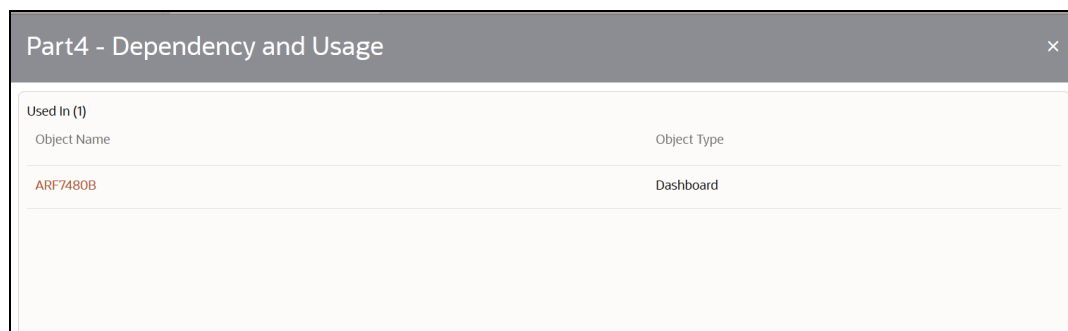 Part4 - Dependency and Usage ×
Used In (1)
Object Name Object Type
ARF7480B Dashboard